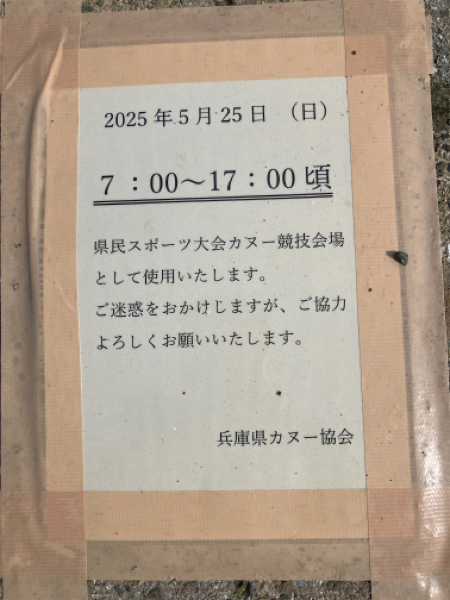 2025年5月25日 （日）
7：00～17：00頃
県民スポーツ大会カヌー競技会場
として使用いたします。
ご迷惑をおかけしますが、ご協力
よろしくお願いいたします。
兵庫県カヌー協会